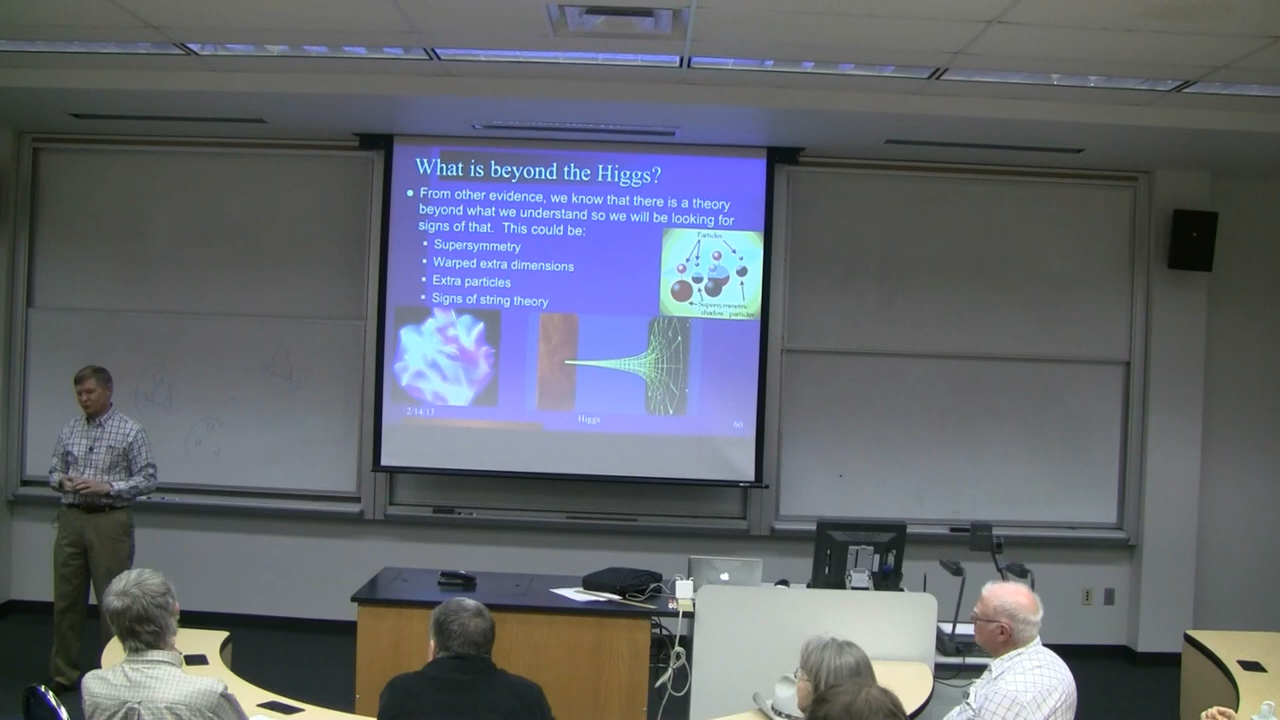 What is beyond the Higgs?
From other evidence, we know that there is a theory
beyond what we understand so we will be looking for
signs of that. This could be:
Supersymmetry
Warped extra dimensions
Extra particles
Signs of string theory
Particles
Supersymmetric
"shadow" particles
2/14/13
Higgs
60